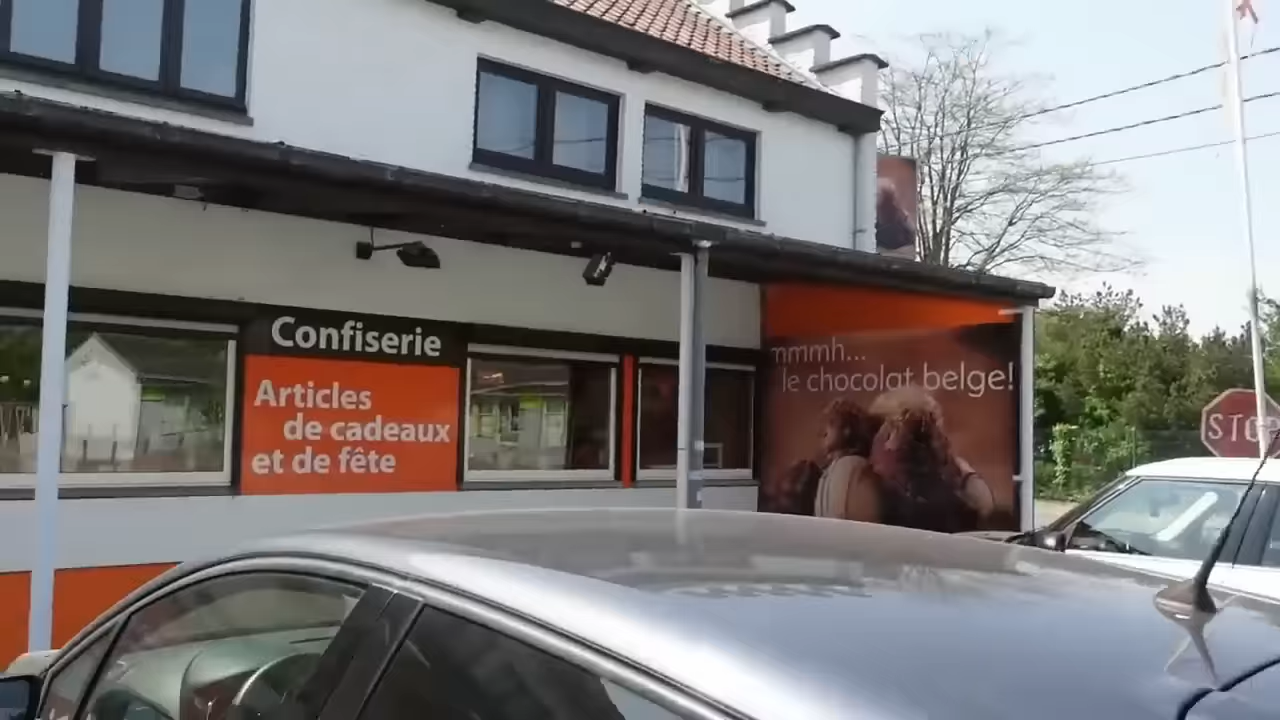 Confiserie
Articles
de cadeaux
et de fête
mmmh...
le chocolat belge!
STOP